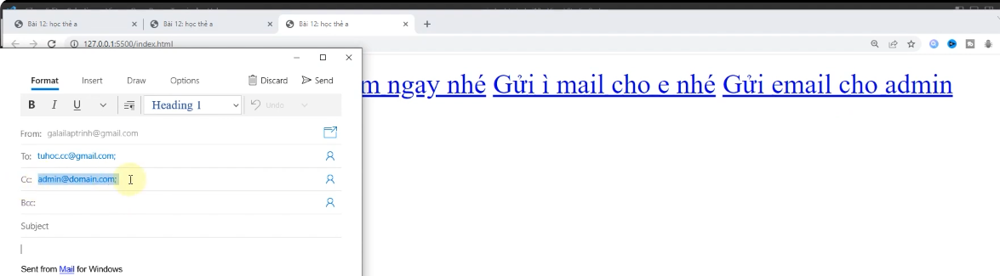 Bài 12: học thẻ a
Bài 12: học thẻ a
Bài 12: học thẻ a
127.0.0.1:5500/index.html
Format Insert Draw Options Discard Send
B I U Heading 1 Undo
m ngay nhé Gửi ì mail cho e nhé Gửi email cho admin
From: galailaptrinh@gmail.com
To: tuhoc.cc@gmail.com;
Cc: admin@domain.com;
Bcc:
Subject
Sent from Mail for Windows